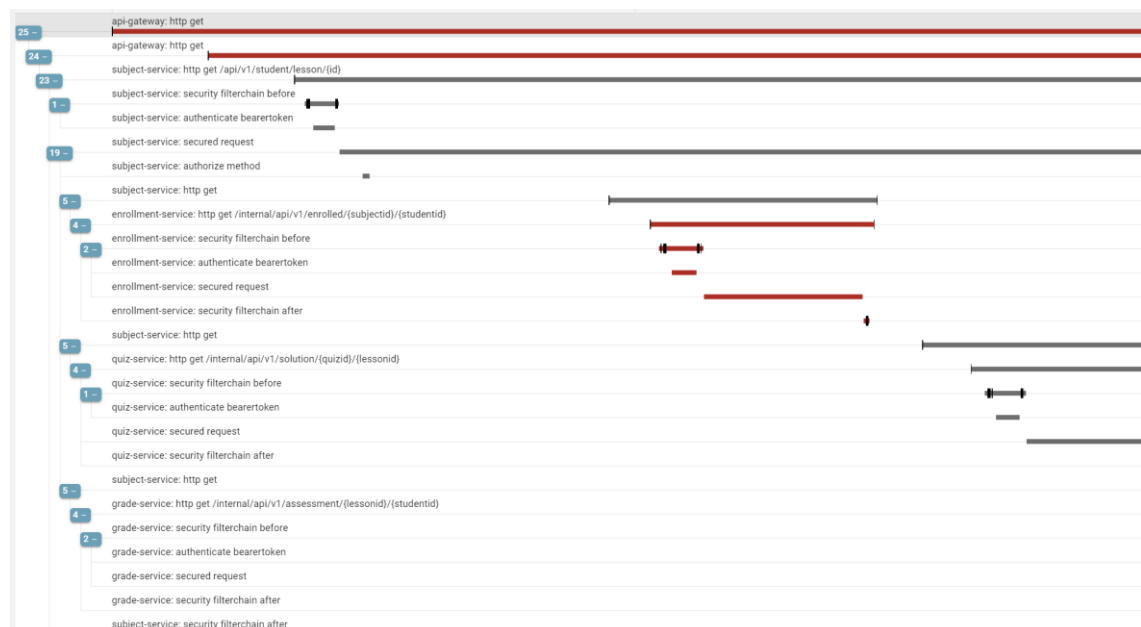 api-gateway: http get
25 –
api-gateway: http get
24 –
subject-service: http get /api/v1/student/lesson/{id}
23 –
subject-service: security filterchain before
1 –
subject-service: authenticate bearertoken
subject-service: secured request
19 –
subject-service: authorize method
subject-service: http get
5 –
enrollment-service: http get /internal/api/v1/enrolled/{subjectid}/{studentid}
4 –
enrollment-service: security filterchain before
2 –
enrollment-service: authenticate bearertoken
enrollment-service: secured request
enrollment-service: security filterchain after
subject-service: http get
5 –
quiz-service: http get /internal/api/v1/solution/{quizid}/{lessonid}
4 –
quiz-service: security filterchain before
1 –
quiz-service: authenticate bearertoken
quiz-service: secured request
quiz-service: security filterchain after
subject-service: http get
5 –
grade-service: http get /internal/api/v1/assessment/{lessonid}/{studentid}
4 –
grade-service: security filterchain before
2 –
grade-service: authenticate bearertoken
grade-service: secured request
grade-service: security filterchain after
subject-service: security filterchain after